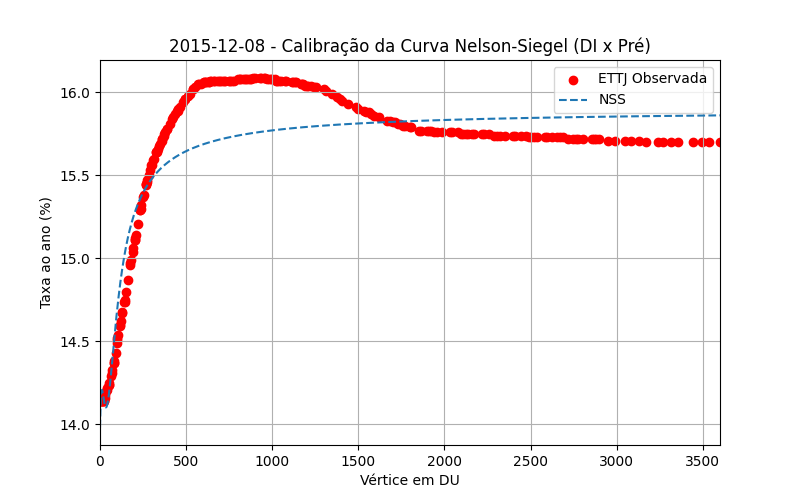 2015-12-08 - Calibração da Curva Nelson-Siegel (DI x Pré)
ETTJ Observada
NSS
Taxa ao ano (%)
16.0
15.5
15.0
14.5
14.0
0 500 1000 1500 2000 2500 3000 3500
Vértice em DU